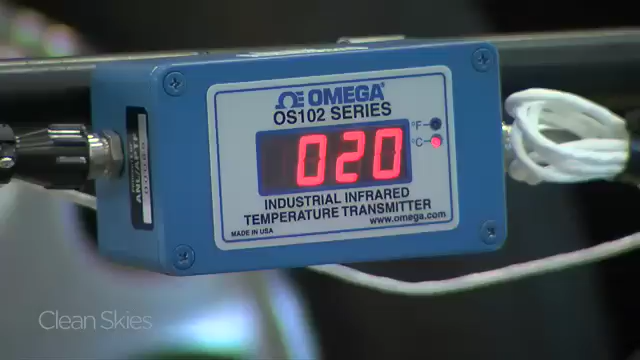 OMEGA
OS102 SERIES
020
°F
°C
INDUSTRIAL INFRARED
TEMPERATURE TRANSMITTER
MADE IN USA
www.omega.com
Clean Skies